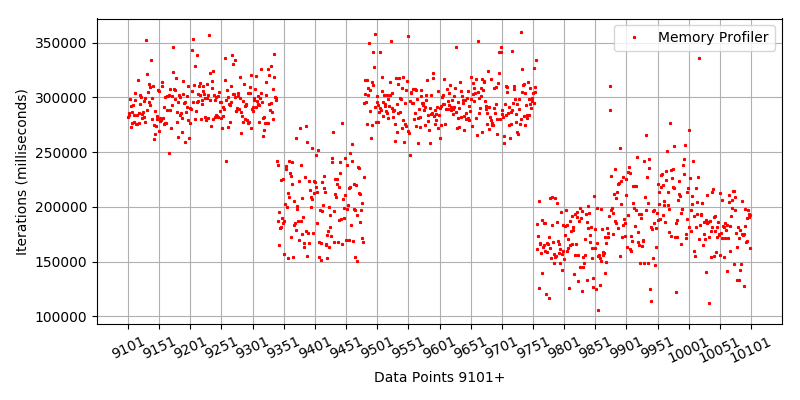 Memory Profiler
350000
300000
250000
200000
150000
100000
Iterations (milliseconds)
9101 9151 9201 9251 9301 9351 9401 9451 9501 9551 9601 9651 9701 9751 9801 9851 9901 9951 10001 10051 10101
Data Points 9101+